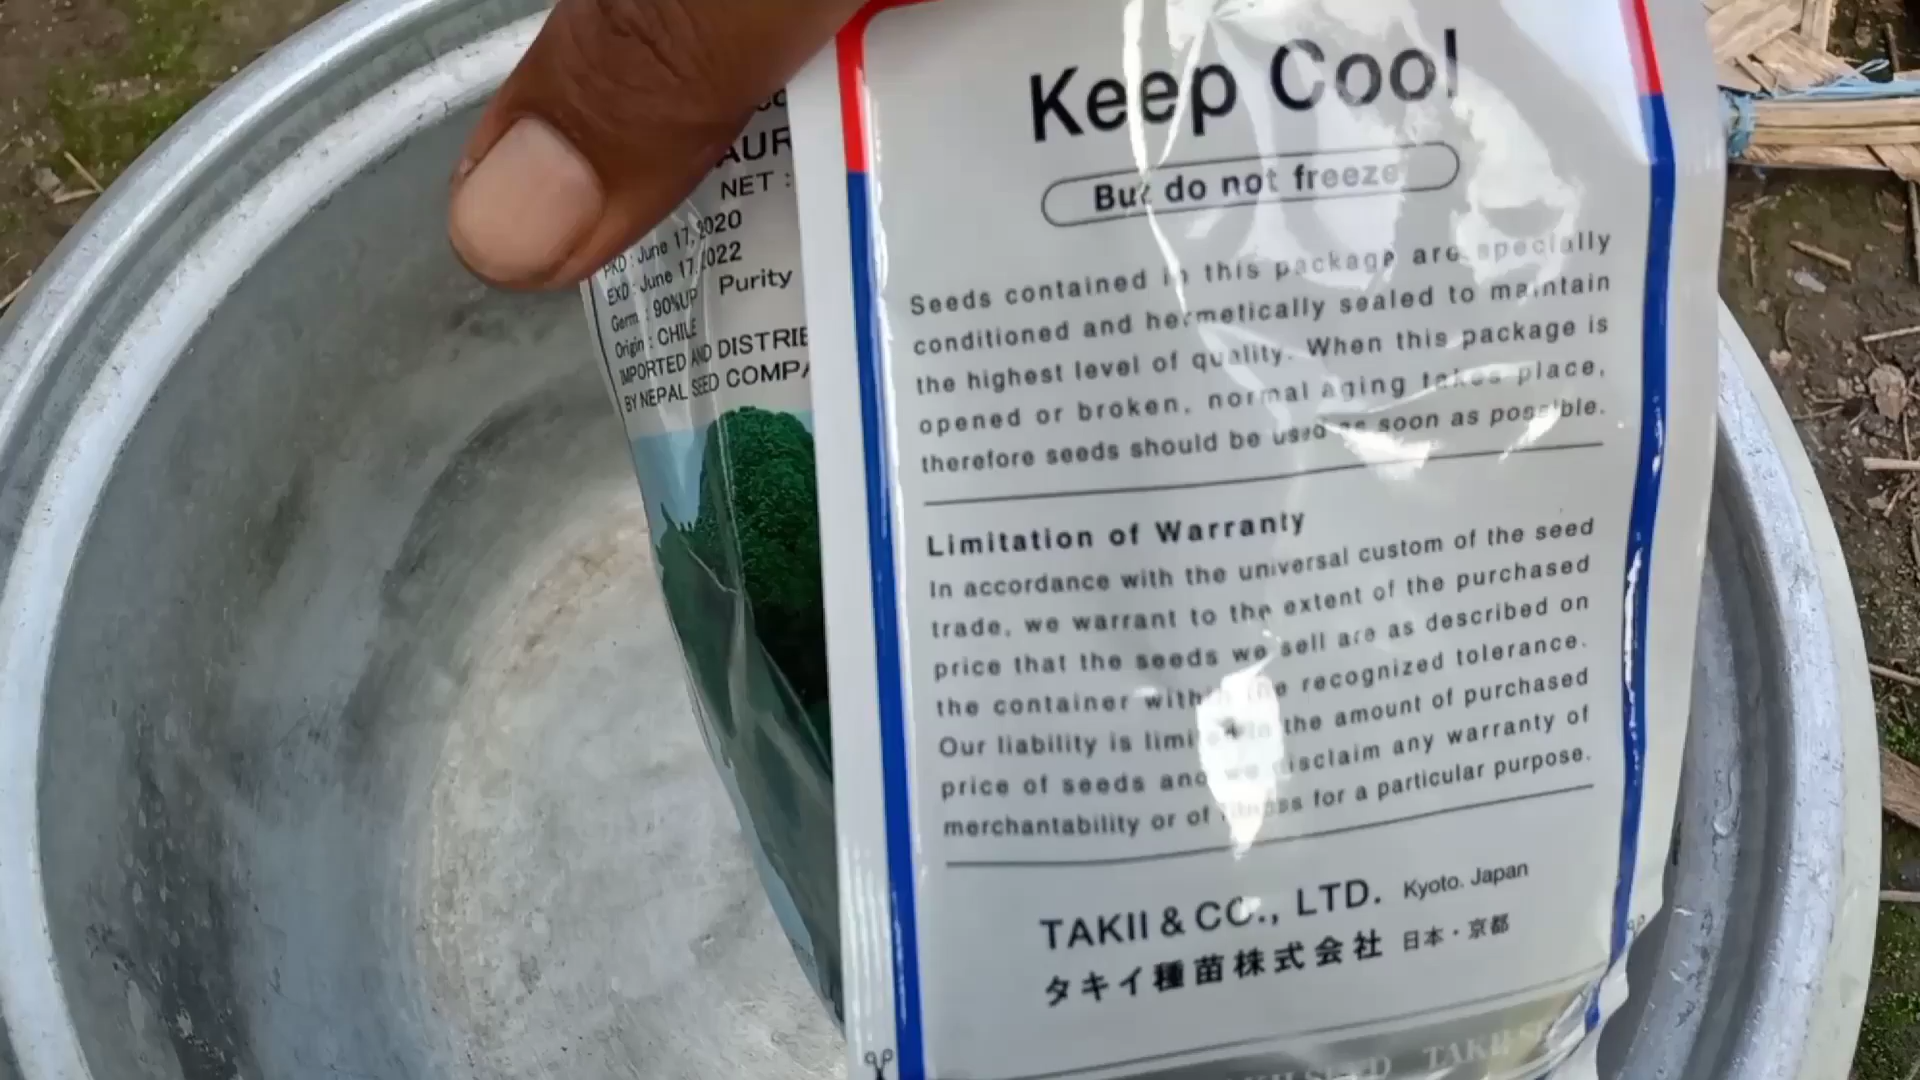 AUR
NET :
PKD : June 17, 2020
EXD : June 17, 2022
Germ : 90%UP Purity
Origin : CHILE
IMPORTED AND DISTRIB
BY NEPAL SEED COMPA
Keep Cool
But do not freeze
Seeds contained in this package are specially
conditioned and hermetically sealed to maintain
the highest level of quality. When this package is
opened or broken, normal aging takes place,
therefore seeds should be used as soon as possible.
Limitation of Warranty
In accordance with the universal custom of the seed
trade, we warrant to the extent of the purchased
price that the seeds we sell are as described on
the container within the recognized tolerance.
Our liability is limited to the amount of purchased
price of seeds and we disclaim any warranty of
merchantability or of fitness for a particular purpose.
TAKII & CO., LTD. Kyoto. Japan
タキイ種苗株式会社 日本・京都
SEED TAKII